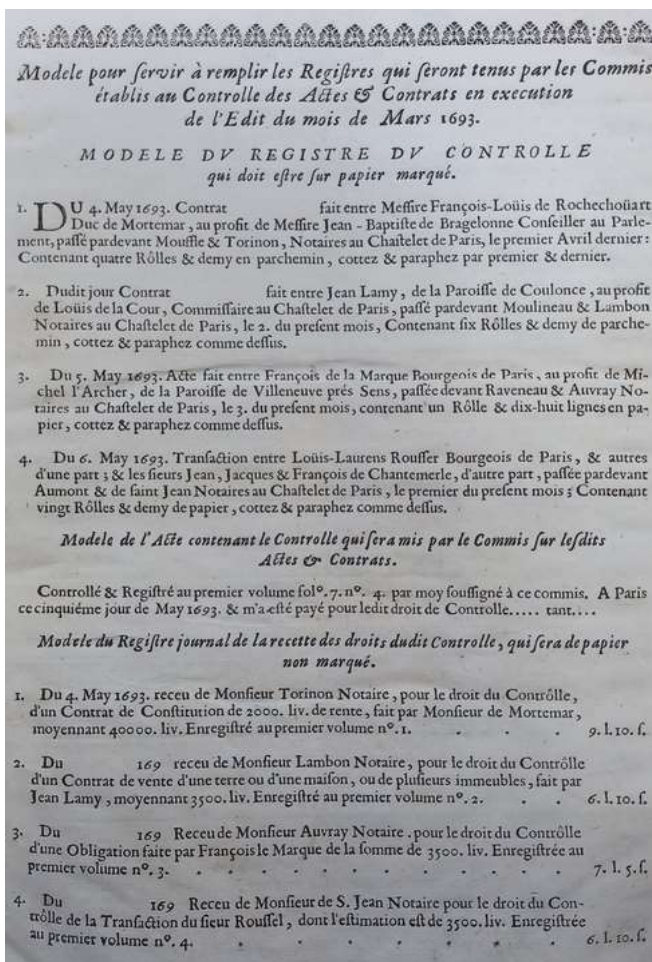 Modele pour ſervir à remplir les Regiſtres qui ſeront tenus par les Commis
établis au Controlle des Actes & Contrats en execution
de l'Edit du mois de Mars 1693.
MODELE DV REGISTRE DV CONTROLLE
qui doit eſtre ſur papier marqué.
1. DU 4. May 1693. Contrat fait entre Meſſire François-Loüis de Rochechoüart
Duc de Mortemar, au profit de Meſſire Jean - Baptiſte de Bragelonne Conſeiller au Parle-
ment, paſſé pardevant Mouffle & Torinon, Notaires au Chaſtelet de Paris, le premier Avril dernier:
Contenant quatre Rôlles & demy en parchemin, cottez & paraphez par premier & dernier.
2. Dudit jour Contrat fait entre Jean Lamy, de la Paroiſſe de Coulonce, au profit
de Loüis de la Cour, Commiſſaire au Chaſtelet de Paris, paſſé pardevant Moulineau & Lambon
Notaires au Chaſtelet de Paris, le 2. du preſent mois, Contenant ſix Rôlles & demy de parche-
min, cottez & paraphez comme deſſus.
3. Du 5. May 1693. Acte fait entre François de la Marque Bourgeois de Paris, au profit de Mi-
chel l'Archer, de la Paroiſſe de Villeneuve prés Sens, paſſée devant Raveneau & Auvray No-
taires au Chaſtelet de Paris, le 3. du preſent mois, contenant un Rôlle & dix-huit lignes en pa-
pier, cottez & paraphez comme deſſus.
4. Du 6. May 1693. Tranſaction entre Loüis-Laurens Rouſſer Bourgeois de Paris, & autres
d'une part; & les ſieurs Jean, Jacques & François de Chantemerle, d'autre part, paſſée pardevant
Aumont & de ſaint Jean Notaires au Chaſtelet de Paris, le premier du preſent mois; Contenant
vingt Rôlles & demy de papier, cottez & paraphez comme deſſus.
Modele de l'Acte contenant le Controlle qui ſera mis par le Commis ſur leſdits
Actes & Contrats.
Controllé & Regiſtré au premier volume folº. 7. nº. 4. par moy ſouſſigné à ce commis. A Paris
ce cinquiéme jour de May 1693. & m'a eſté payé pour ledit droit de Controlle..... tant....
Modele du Regiſtre journal de la recette des droits dudit Controlle, qui ſera de papier
non marqué.
1. Du 4. May 1693. receu de Monſieur Torinon Notaire, pour le droit du Contrôlle,
d'un Contrat de Conſtitution de 2000. liv. de rente, fait par Monſieur de Mortemar,
moyennant 40000. liv. Enregiſtré au premier volume nº. 1. . . . 9. l. 10. ſ.
2. Du 169 receu de Monſieur Lambon Notaire, pour le droit du Contrôlle
d'un Contrat de vente d'une terre ou d'une maiſon, ou de pluſieurs immeubles, fait par
Jean Lamy, moyennant 3500. liv. Enregiſtré au premier volume nº. 2. . . 6. l. 10. ſ.
3. Du 169 Receu de Monſieur Auvray Notaire. pour le droit du Contrôlle
d'une Obligation faite par François le Marque de la ſomme de 3500. liv. Enregiſtrée au
premier volume nº. 3. . . . . . . . . 7. l. 5. ſ.
4. Du 169 Receu de Monſieur de S. Jean Notaire pour le droit du Con-
trôlle de la Tranſaction du ſieur Rouſſel, dont l'eſtimation eſt de 3500. liv. Enregiſtrée
au premier volume nº. 4. . . . . . . 6. l. 10. ſ.